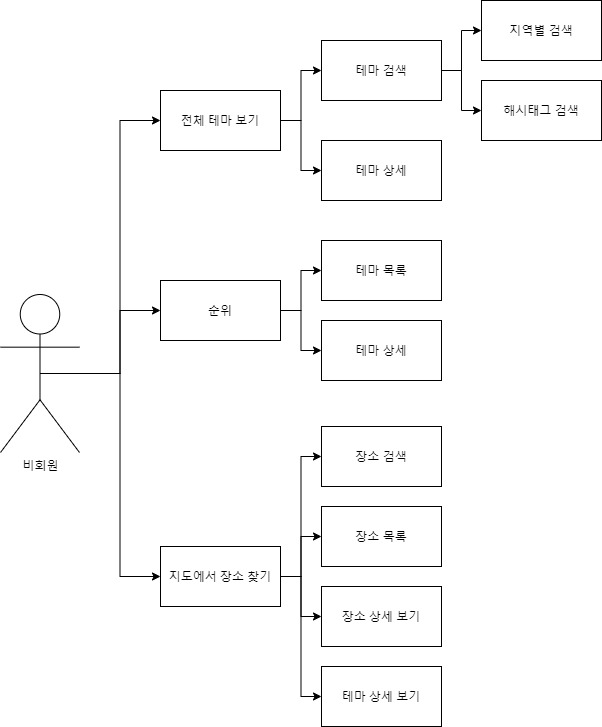 지역별 검색
테마 검색
해시태그 검색
전체 테마 보기
테마 상세
테마 목록
순위
테마 상세
비회원
장소 검색
장소 목록
지도에서 장소 찾기
장소 상세 보기
테마 상세 보기